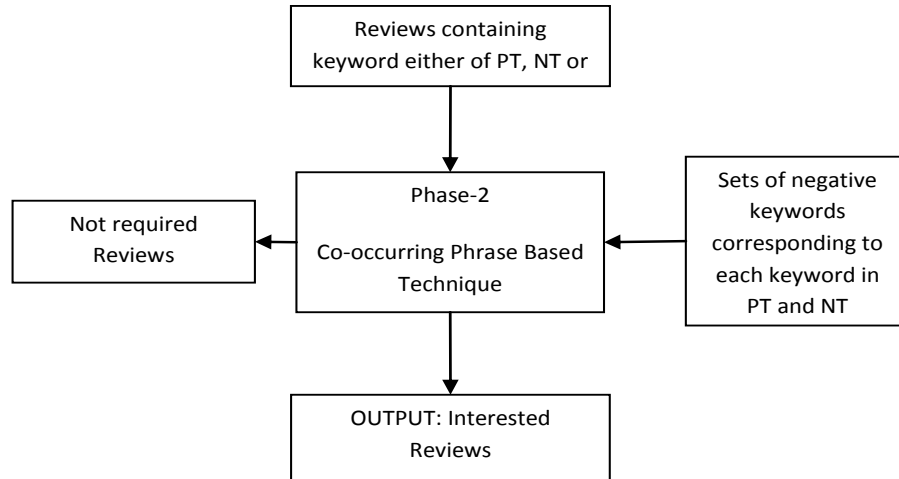 Reviews containing
keyword either of PT, NT or
Phase-2
Co-occurring Phrase Based
Technique
Not required
Reviews
Sets of negative
keywords
corresponding to
each keyword in
PT and NT
OUTPUT: Interested
Reviews